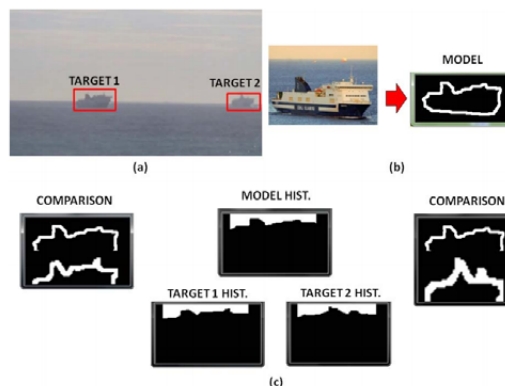 TARGET 1
TARGET 2
MODEL
(a)
(b)
COMPARISON
MODEL HIST.
COMPARISON
TARGET 1 HIST.
TARGET 2 HIST.
(c)